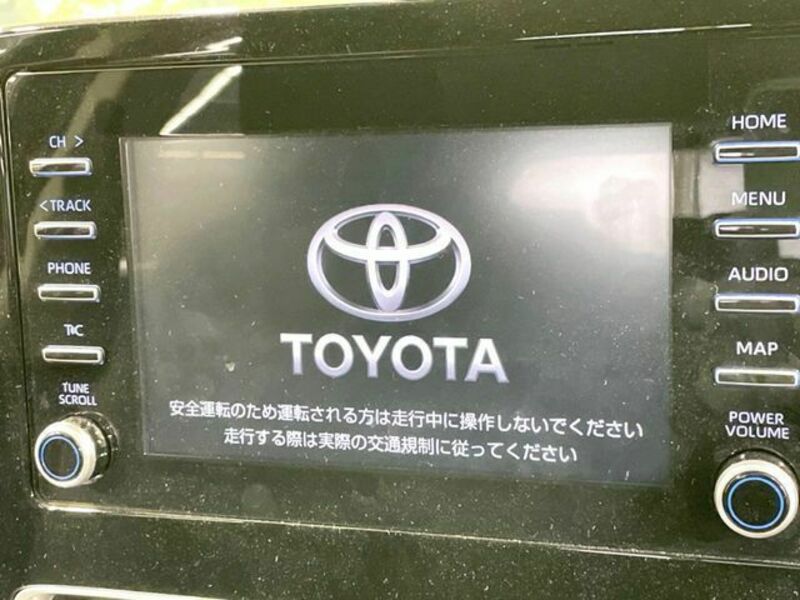 CH >
< TRACK
PHONE
T&C
TUNE
SCROLL
TOYOTA
安全運転のため運転される方は走行中に操作しないでください
走行する際は実際の交通規制に従ってください
HOME
MENU
AUDIO
MAP
POWER
VOLUME